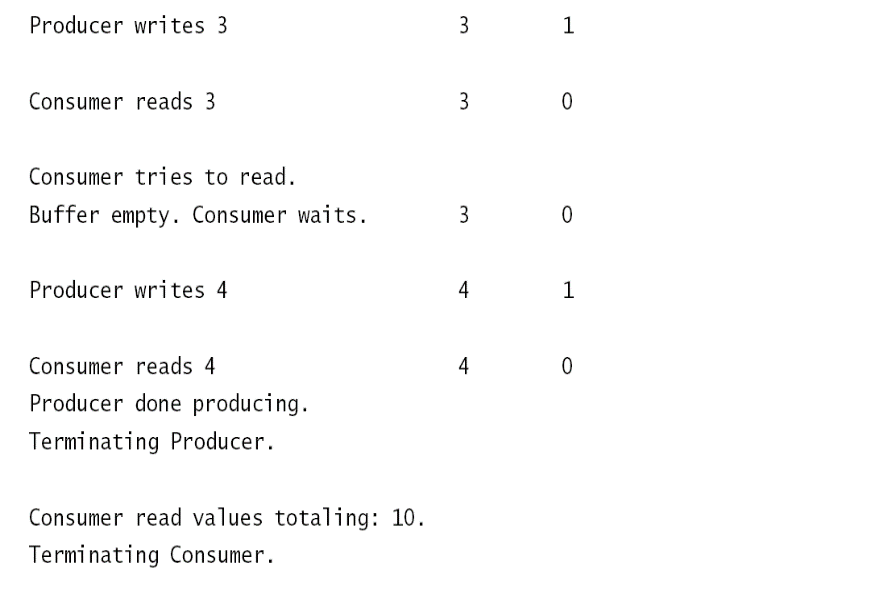 Producer writes 3 3 1
Consumer reads 3 3 0
Consumer tries to read.
Buffer empty. Consumer waits. 3 0
Producer writes 4 4 1
Consumer reads 4 4 0
Producer done producing.
Terminating Producer.
Consumer read values totaling: 10.
Terminating Consumer.